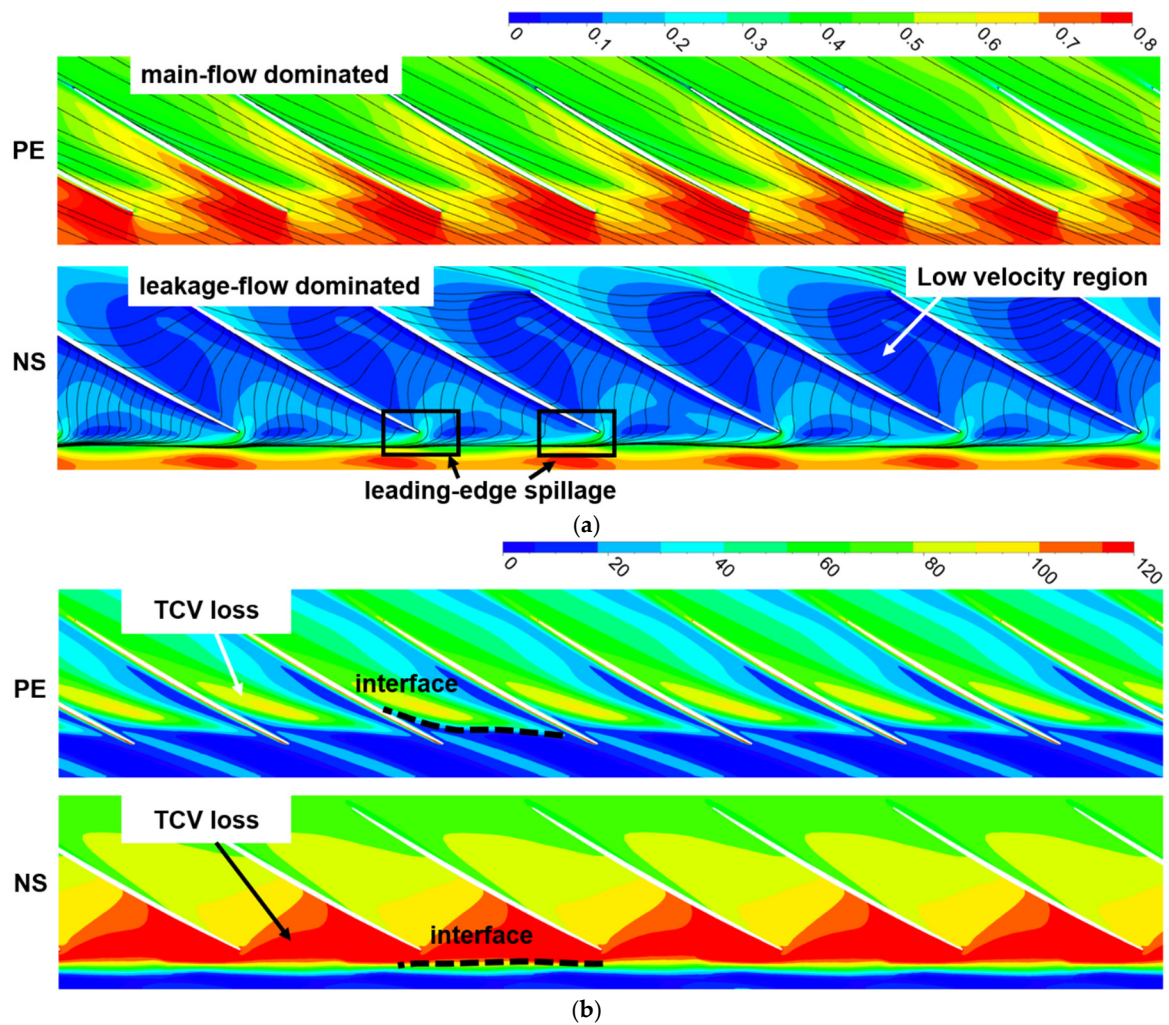 0 0.1 0.2 0.3 0.4 0.5 0.6 0.7 0.8
main-flow dominated
PE
leakage-flow dominated
Low velocity region
NS
leading-edge spillage
(a)
0 20 40 60 80 100 120
TCV loss
PE
interface
TCV loss
NS
interface
(b)